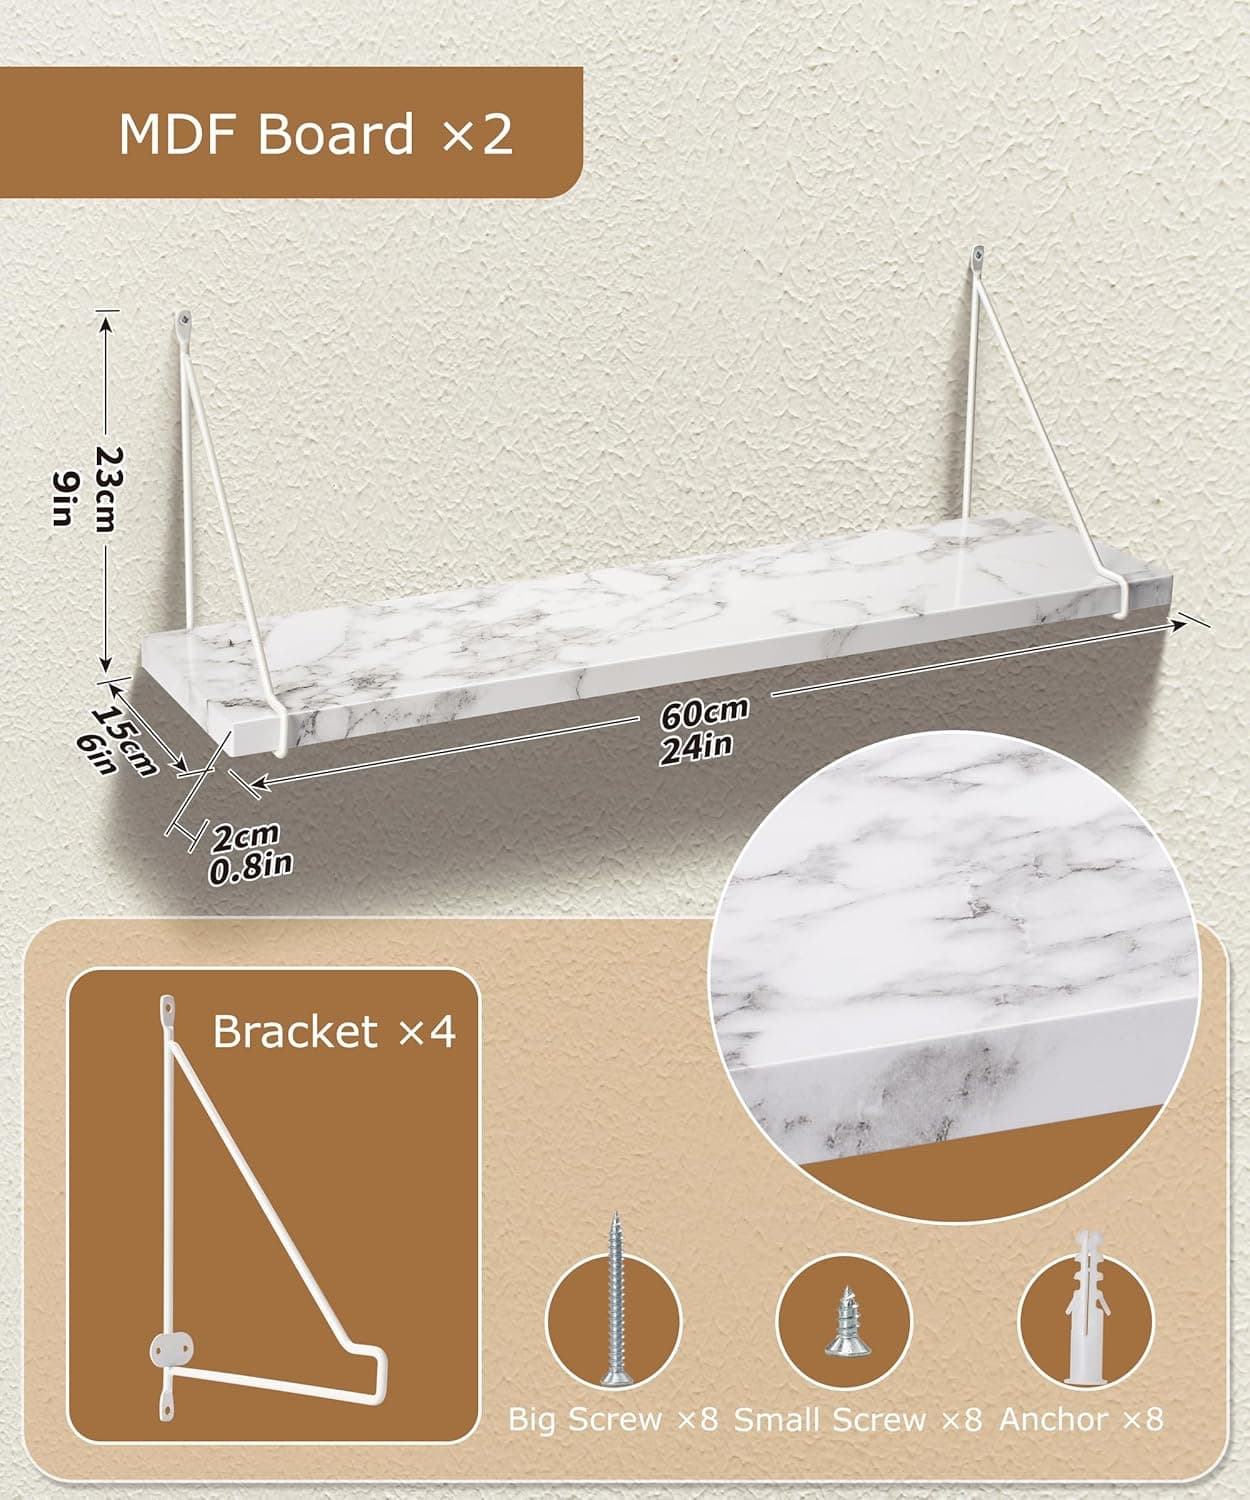 MDF Board ×2
23cm
9in
15cm
6in
60cm
24in
2cm
0.8in
Bracket ×4
Big Screw ×8
Small Screw ×8
Anchor ×8